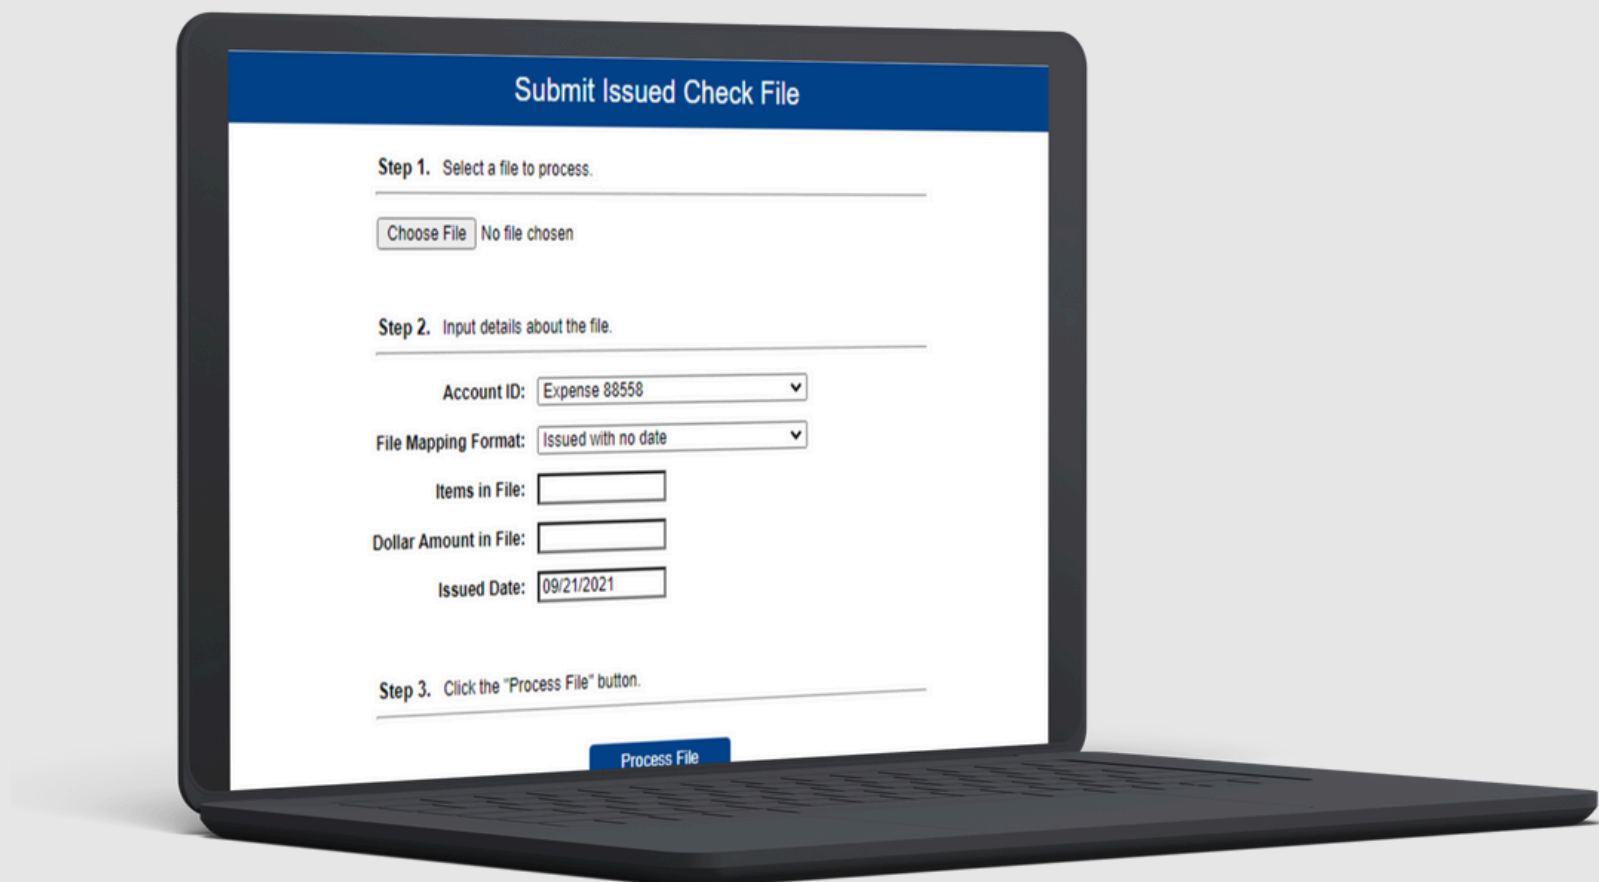 Submit Issued Check File
Step 1. Select a file to process.
Choose File No file chosen
Step 2. Input details about the file.
Account ID: Expense 88558
File Mapping Format: Issued with no date
Items in File:
Dollar Amount in File:
Issued Date: 09/21/2021
Step 3. Click the "Process File" button.
Process File